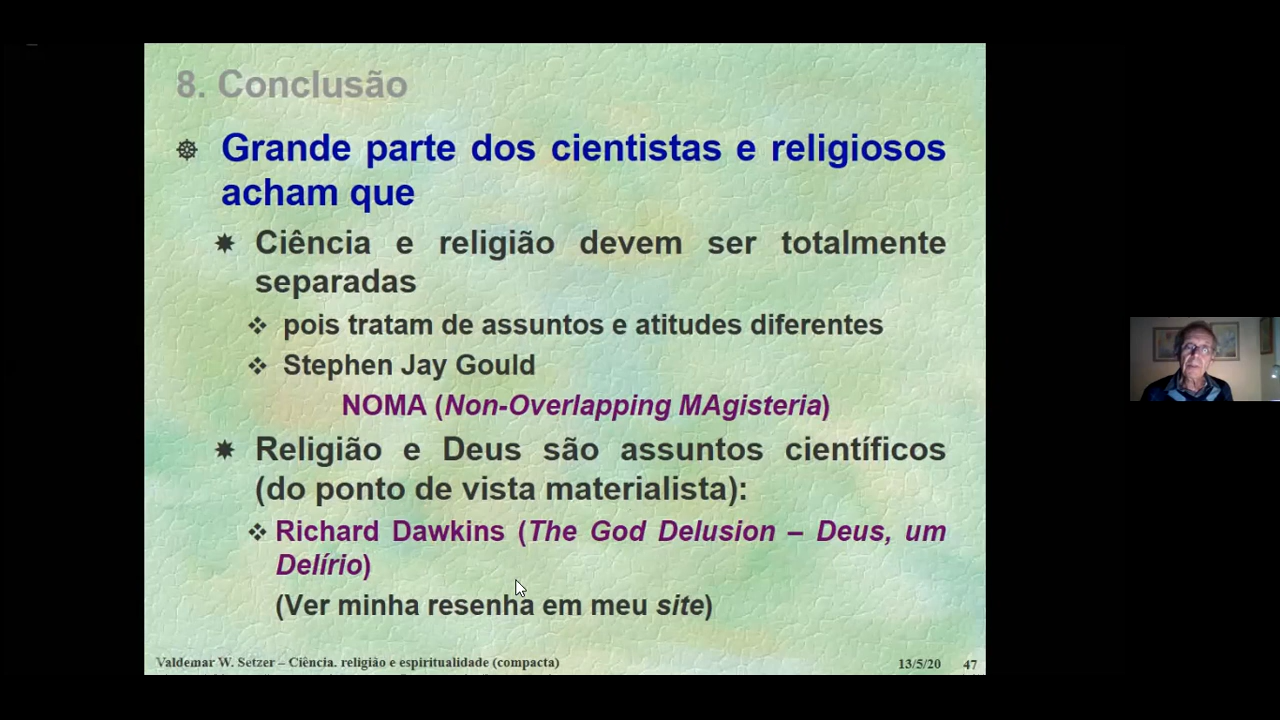 8. Conclusão
Grande parte dos cientistas e religiosos
acham que
Ciência e religião devem ser totalmente
separadas
pois tratam de assuntos e atitudes diferentes
Stephen Jay Gould
NOMA (Non-Overlapping MAgisteria)
Religião e Deus são assuntos científicos
(do ponto de vista materialista):
Richard Dawkins (The God Delusion – Deus, um
Delírio)
(Ver minha resenha em meu site)
Valdemar W. Setzer – Ciência. religião e espiritualidade (compacta)
13/5/20 47